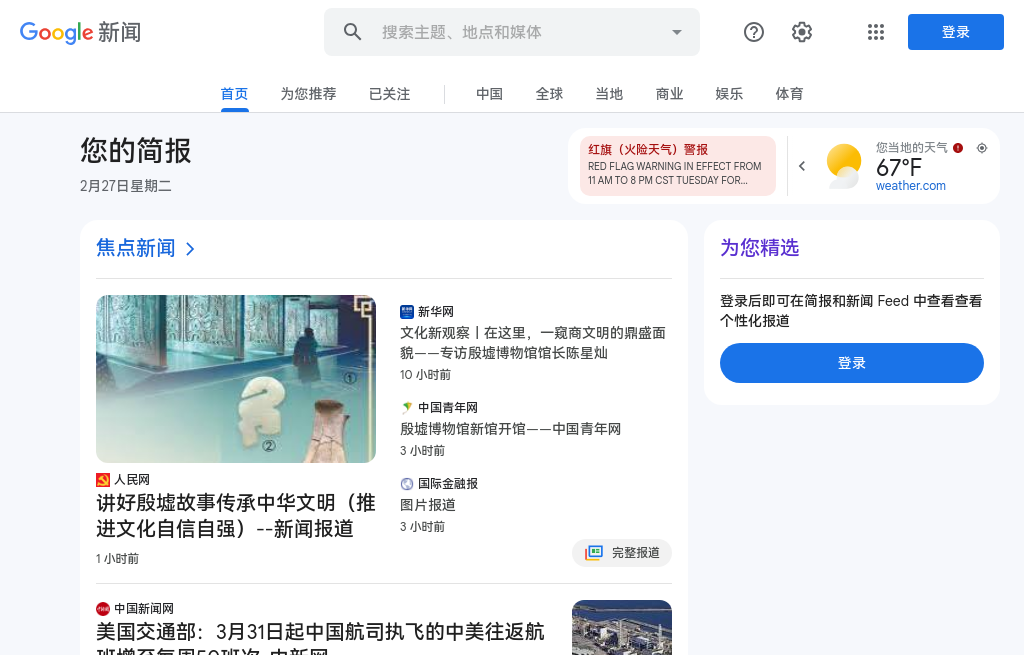 Google 新闻
搜索主题、地点和媒体
登录
首页
为您推荐
已关注
中国
全球
当地
商业
娱乐
体育
您的简报
2月27日星期二
红旗（火险天气）警报
RED FLAG WARNING IN EFFECT FROM
11 AM TO 8 PM CST TUESDAY FOR…
您当地的天气
67°F
weather.com
焦点新闻
①
②
人民网
讲好殷墟故事传承中华文明（推
进文化自信自强）--新闻报道
1 小时前
新华网
文化新观察丨在这里，一窥商文明的鼎盛面
貌——专访殷墟博物馆馆长陈星灿
10 小时前
中国青年网
殷墟博物馆新馆开馆——中国青年网
3 小时前
国际金融报
图片报道
3 小时前
完整报道
中国新闻网
美国交通部：3月31日起中国航司执飞的中美往返航
班增至每周50班次-中新网
为您精选
登录后即可在简报和新闻 Feed 中查看查看
个性化报道
登录